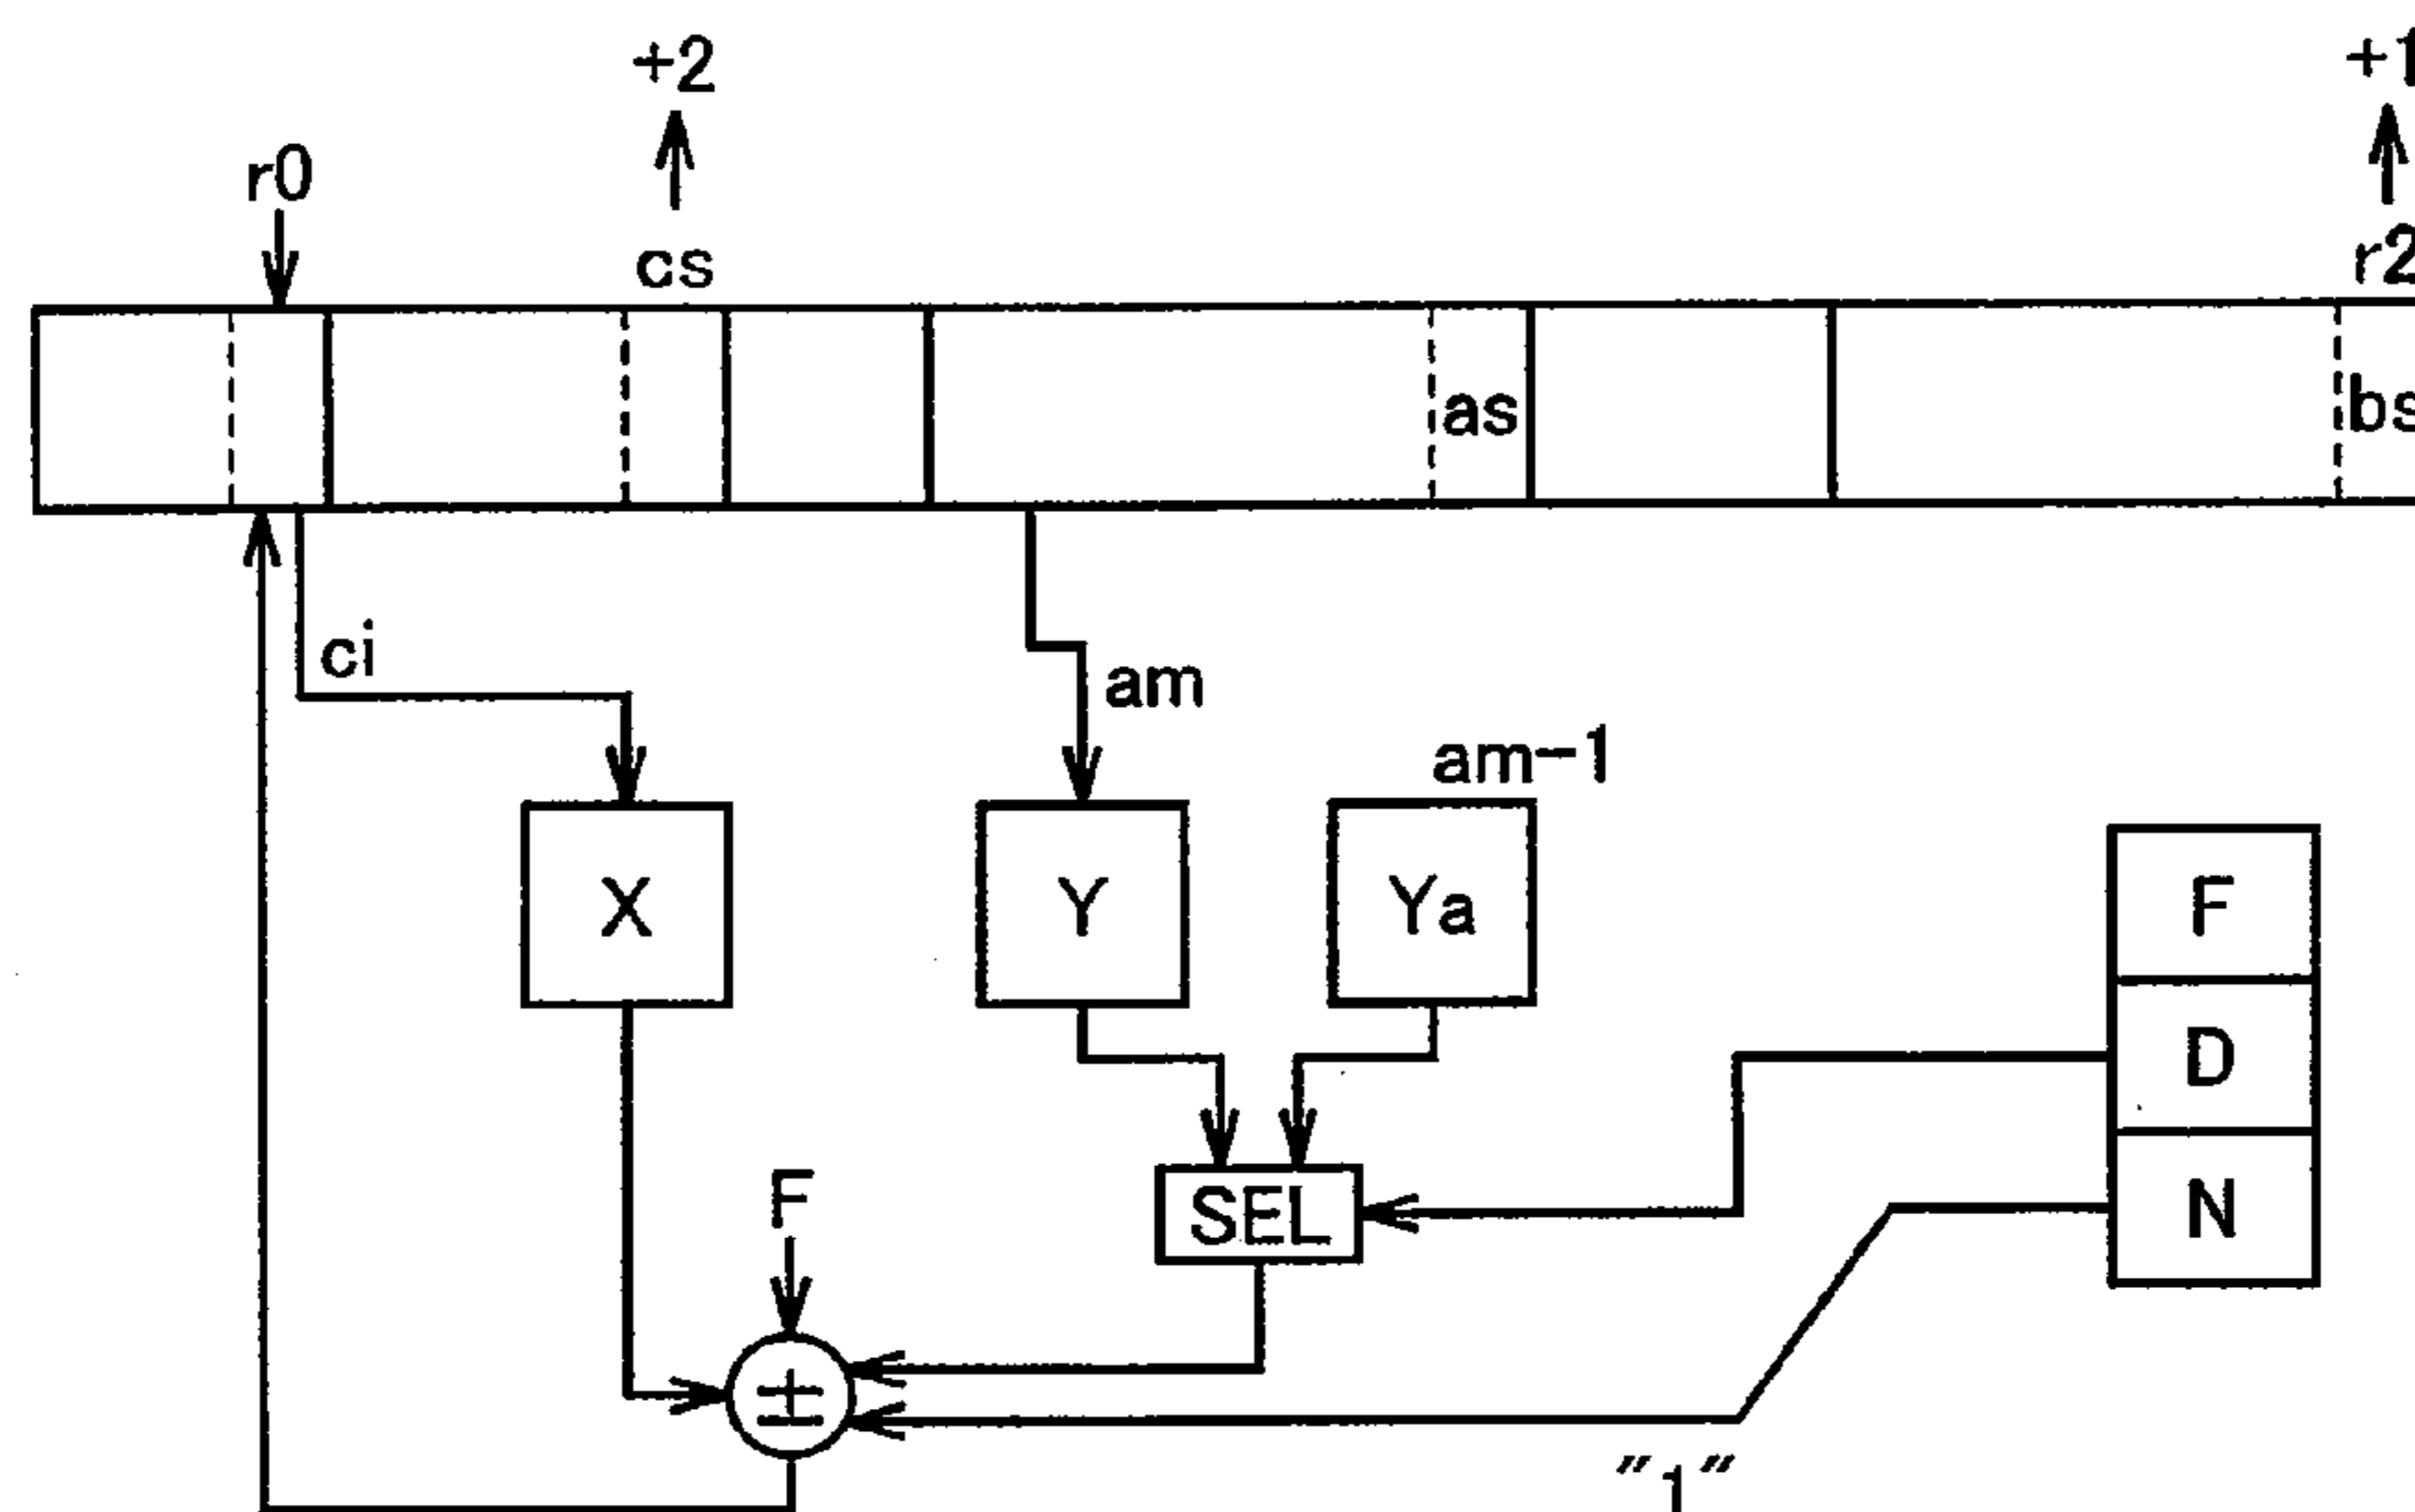 +2
+1
r0
cs
r2
as
bs
ci
am
am-1
X
Y
Ya
F
D
SEL
N
F
±
"1"